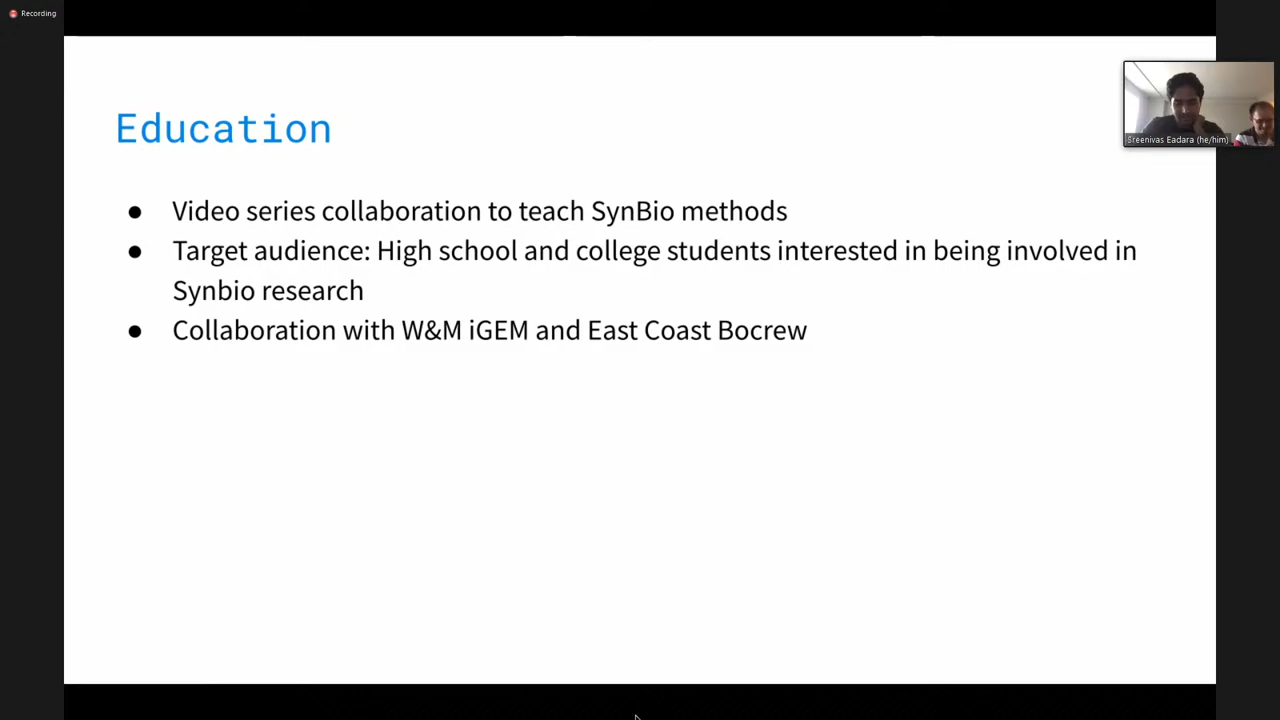 Recording
Education
Sreenivas Eadara (he/him)
● Video series collaboration to teach SynBio methods
● Target audience: High school and college students interested in being involved in
Synbio research
● Collaboration with W&M iGEM and East Coast Bocrew